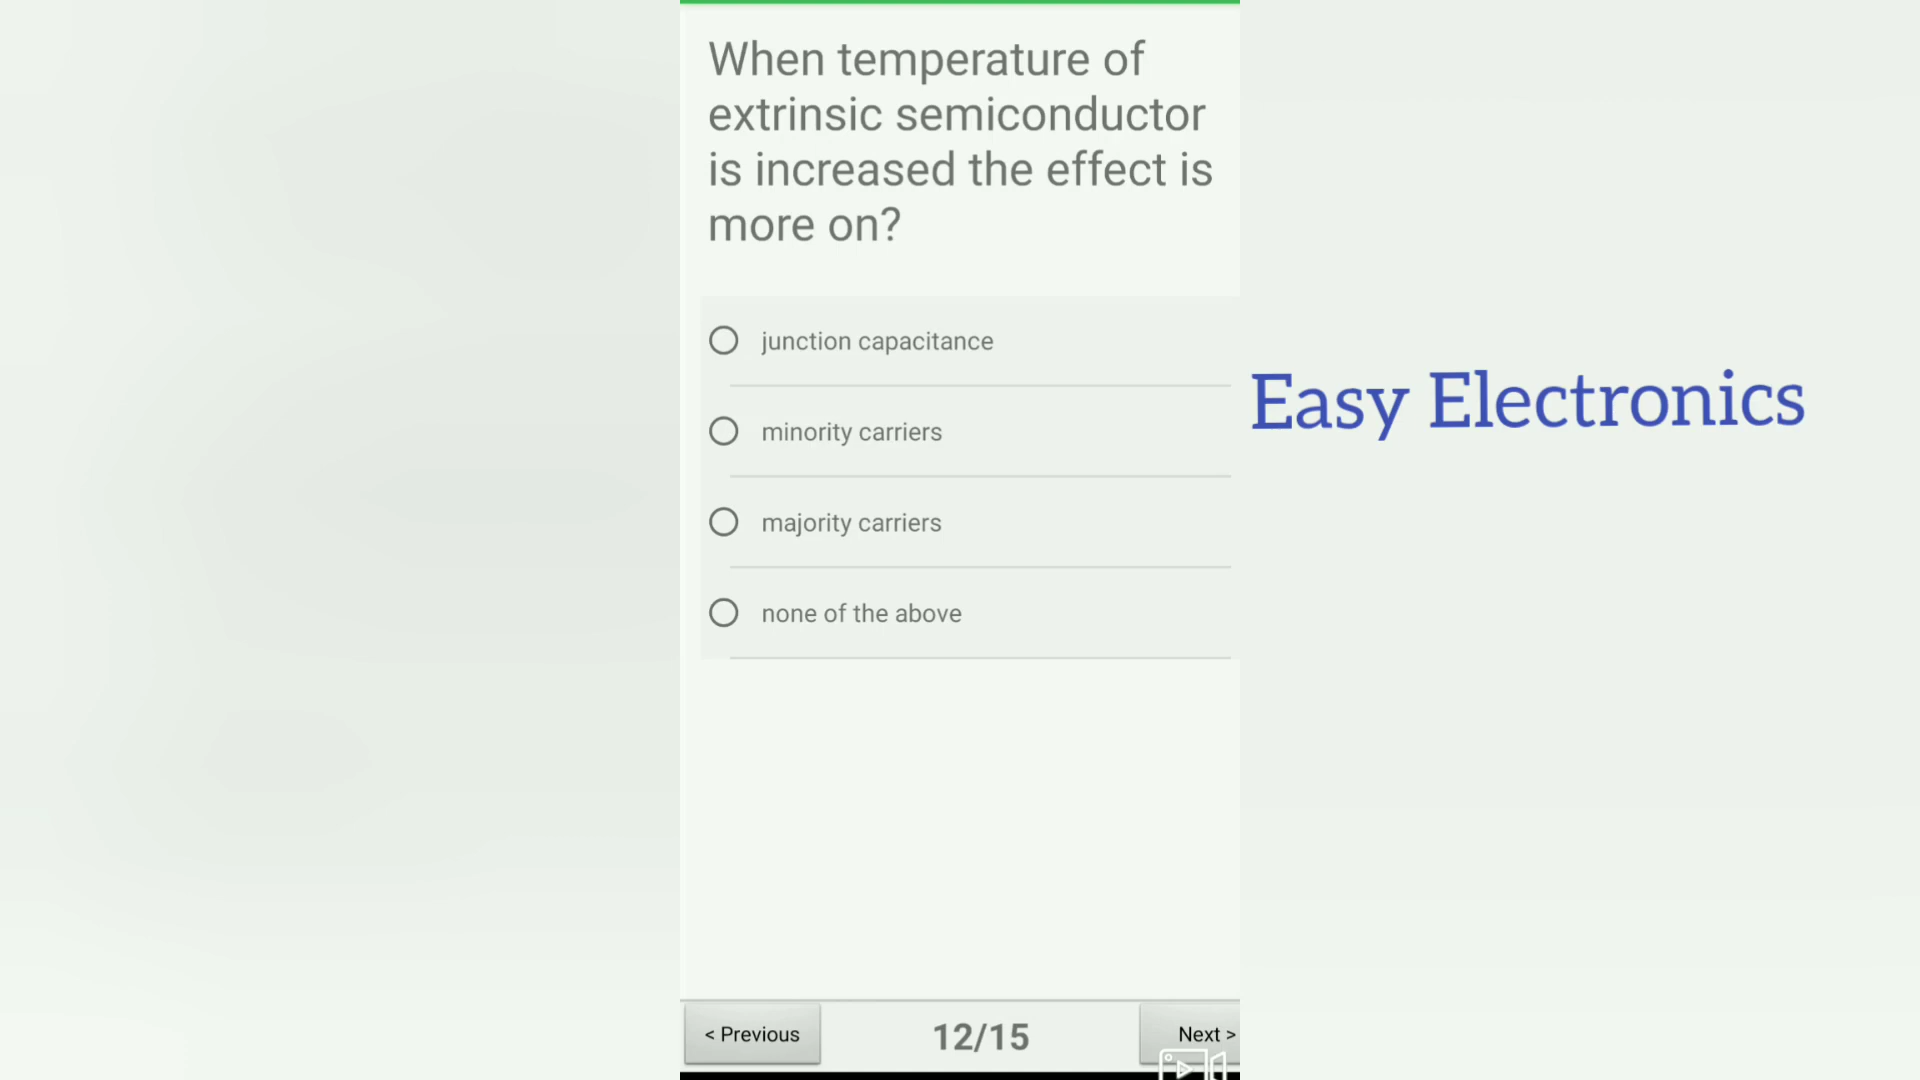 When temperature of
extrinsic semiconductor
is increased the effect is
more on?
junction capacitance
minority carriers
majority carriers
none of the above
Easy Electronics
< Previous
12/15
Next >